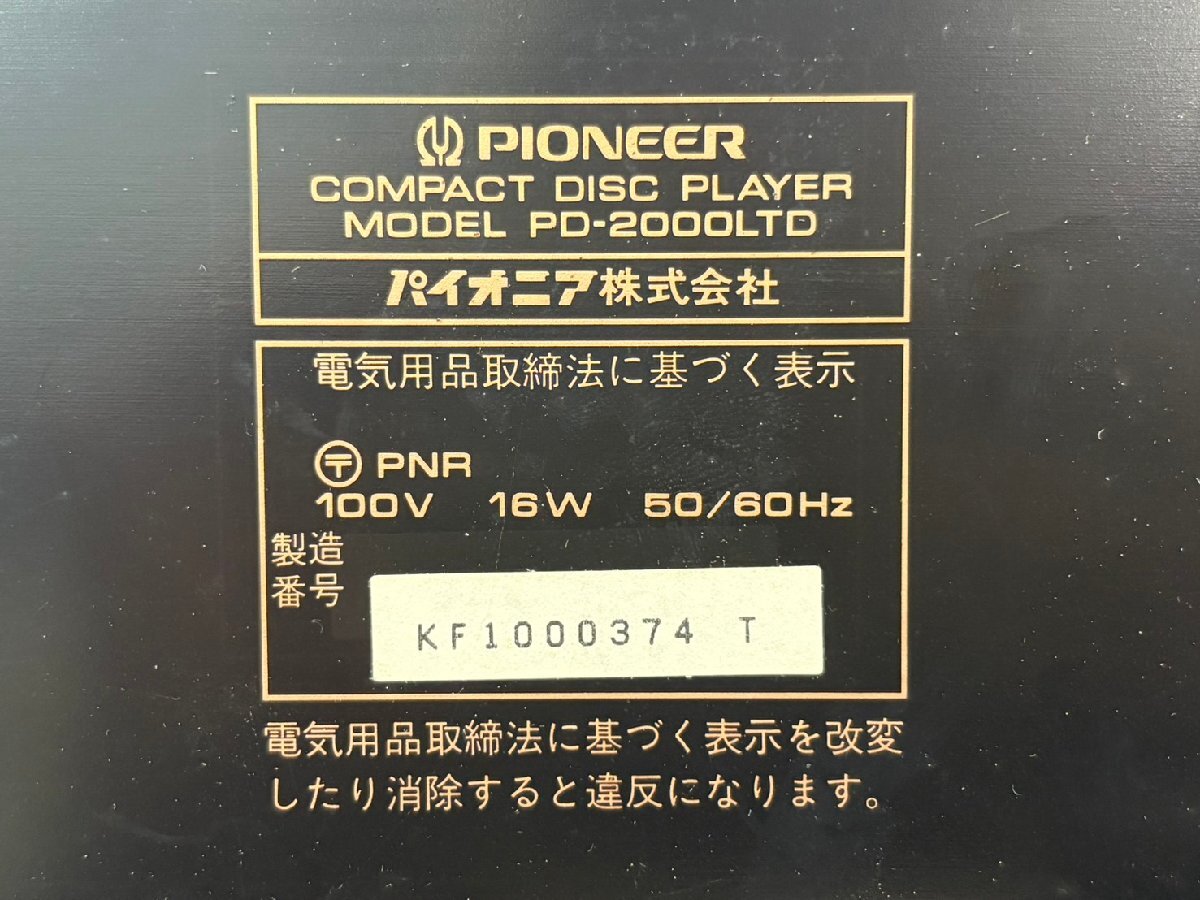 PIONEER
COMPACT DISC PLAYER
MODEL PD-2000LTD
パイオニア株式会社
電気用品取締法に基づく表示
〒 PNR
100V 16W 50/60Hz
製造
番号
KF1000374 T
電気用品取締法に基づく表示を改変
したり消除すると違反になります。